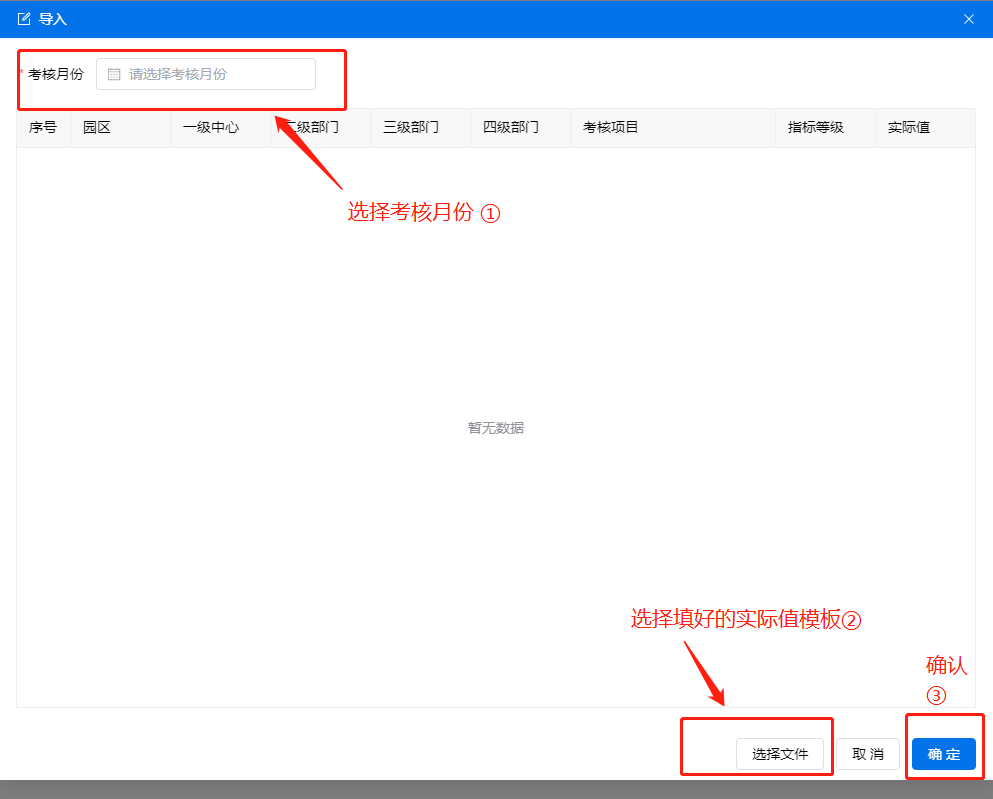 导入
* 考核月份 请选择考核月份
序号 园区 一级中心 二级部门 三级部门 四级部门 考核项目 指标等级 实际值
选择考核月份 ①
暂无数据
选择填好的实际值模板②
确认
③
选择文件 取消 确定